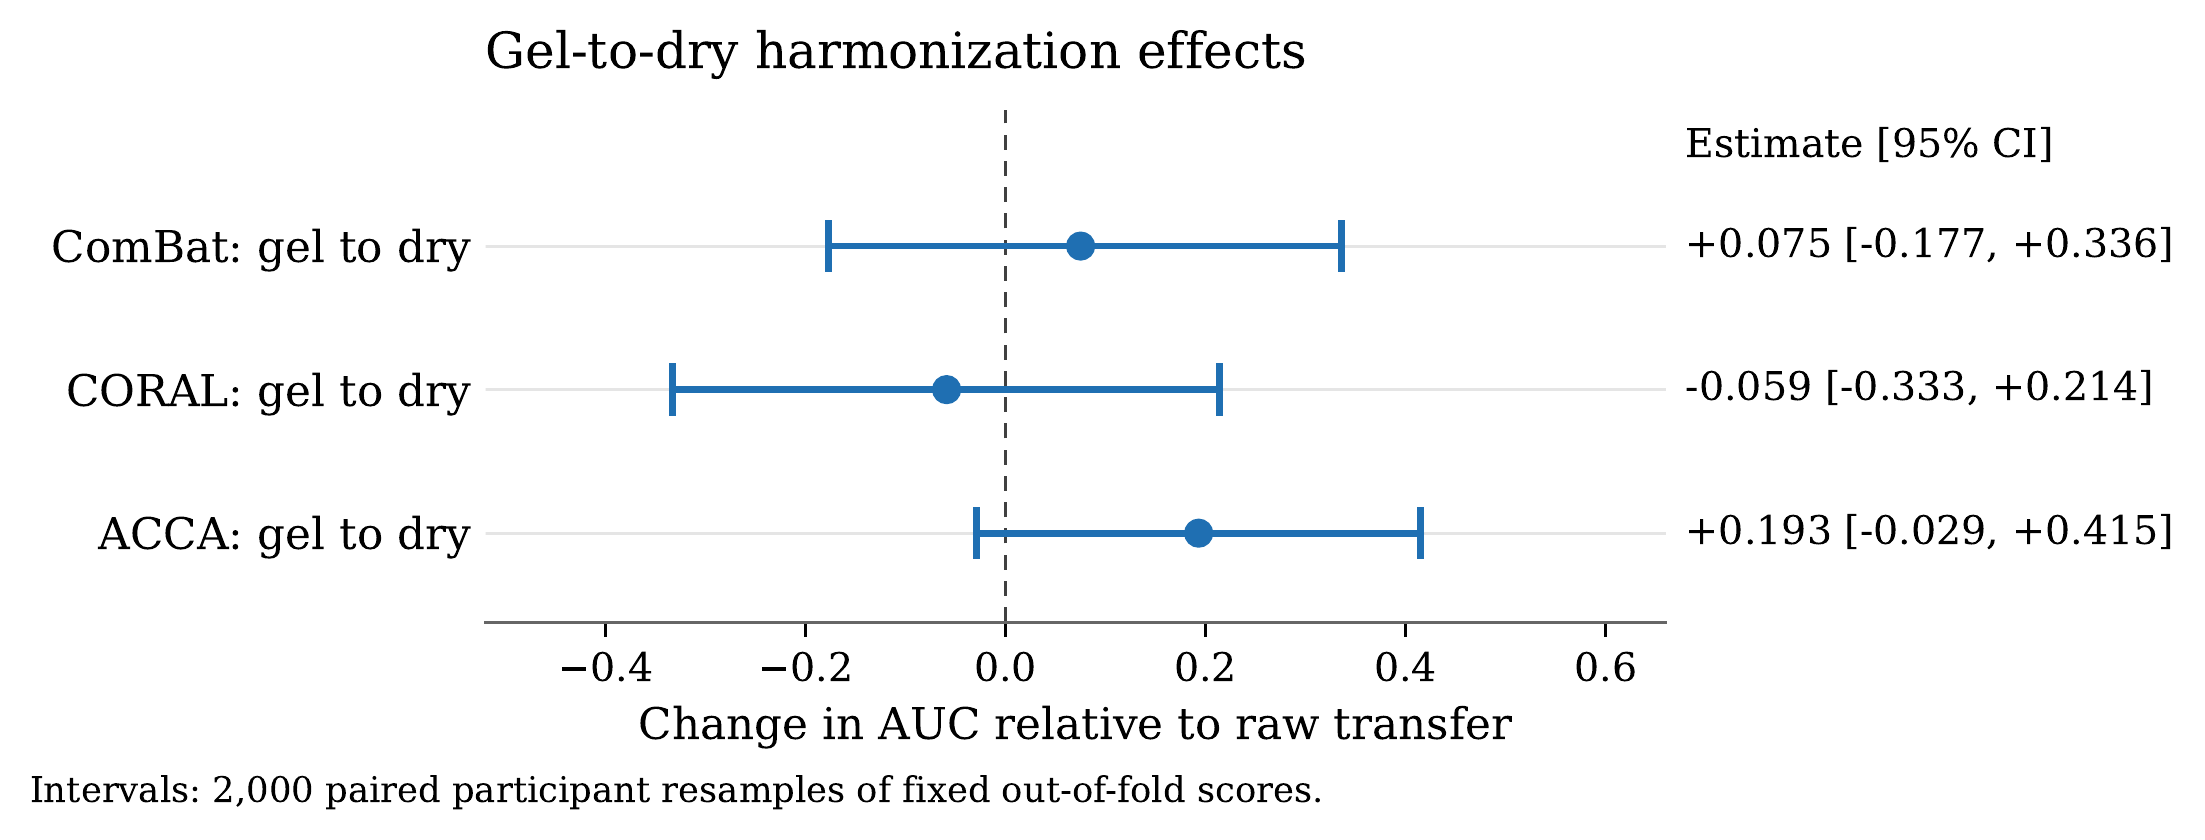 Gel-to-dry harmonization effects
Estimate [95% CI]
ComBat: gel to dry
+0.075 [-0.177, +0.336]
CORAL: gel to dry
-0.059 [-0.333, +0.214]
ACCA: gel to dry
+0.193 [-0.029, +0.415]
−0.4 −0.2 0.0 0.2 0.4 0.6
Change in AUC relative to raw transfer
Intervals: 2,000 paired participant resamples of fixed out-of-fold scores.